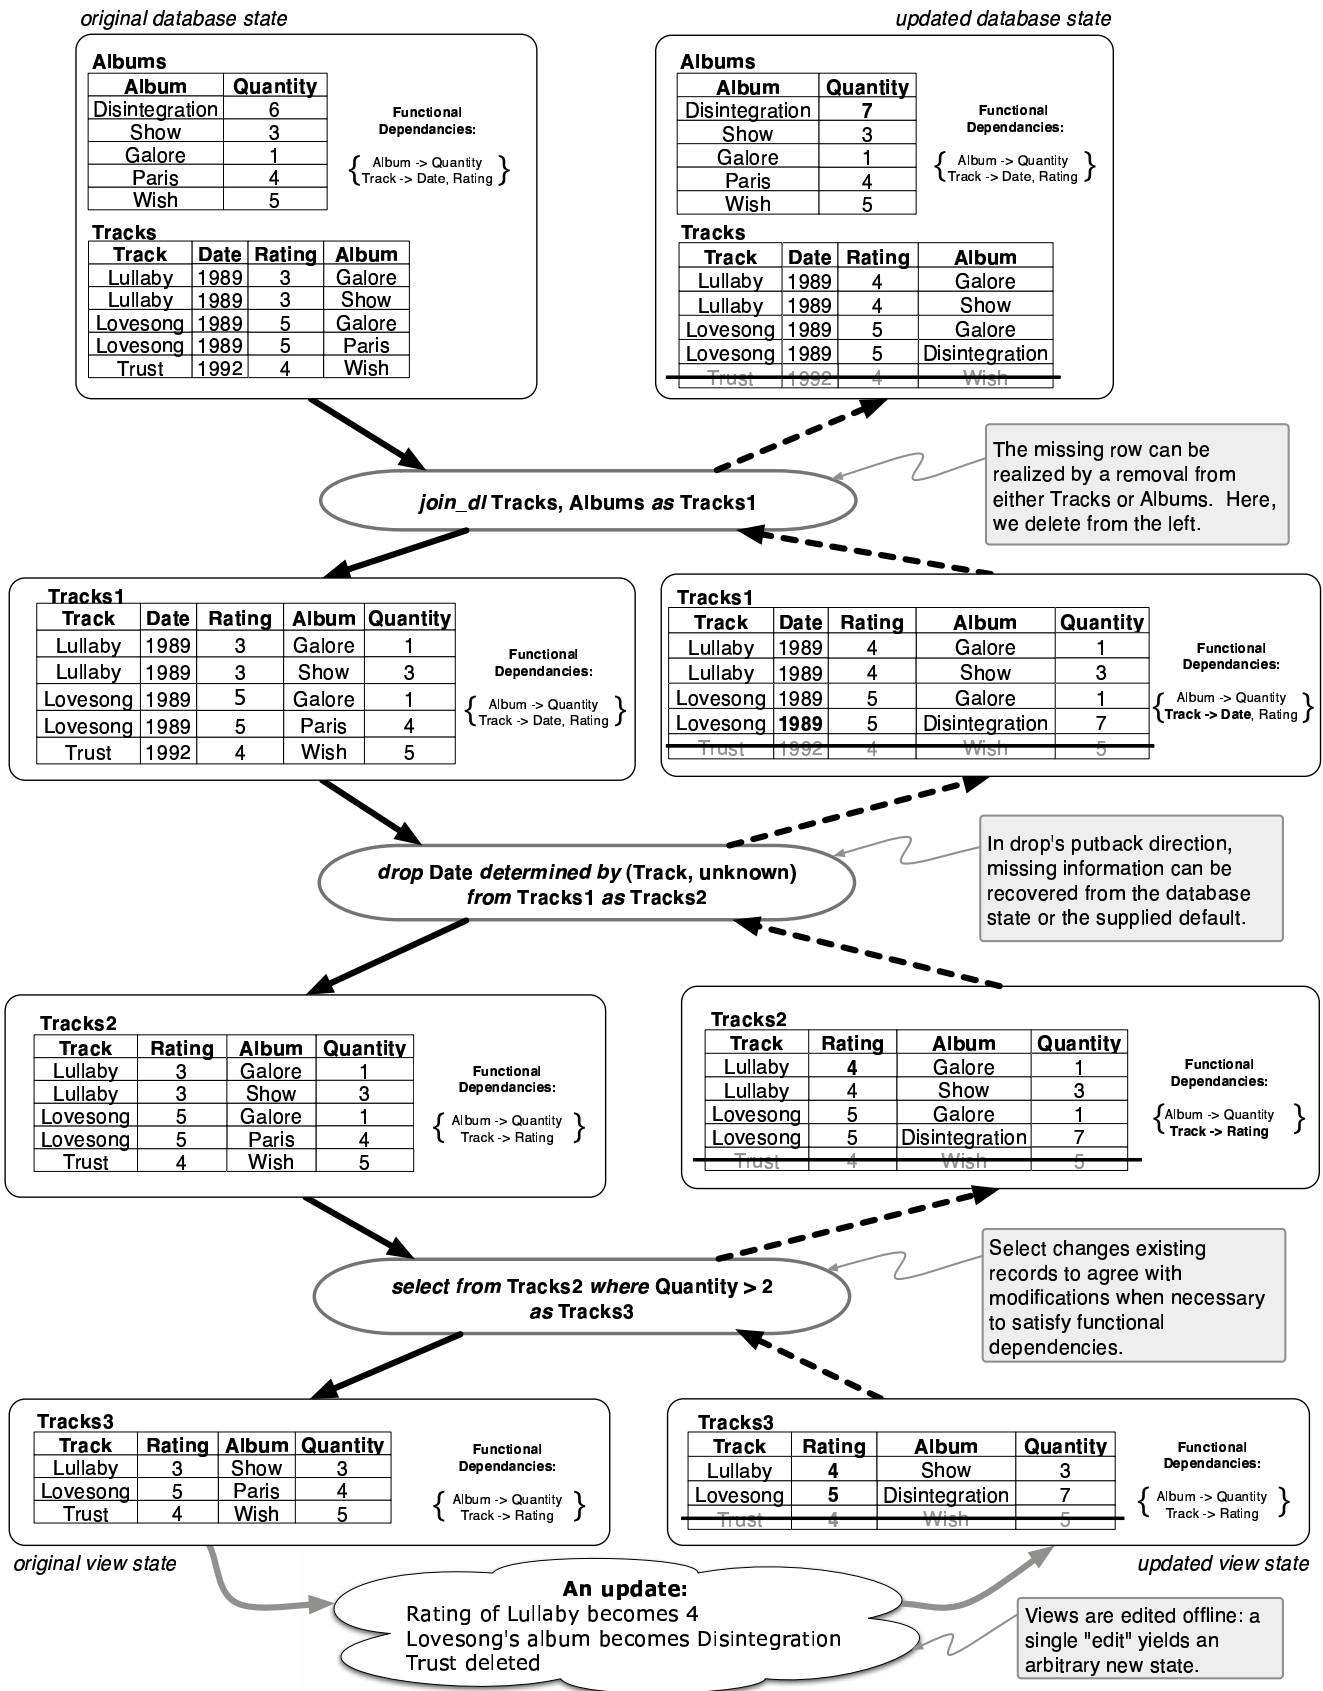 original database state
Albums
Album Quantity
Disintegration 6
Show 3
Galore 1
Paris 4
Wish 5
Functional
Dependancies:
{ Album -> Quantity
Track -> Date, Rating }
Tracks
Track Date Rating Album
Lullaby 1989 3 Galore
Lullaby 1989 3 Show
Lovesong 1989 5 Galore
Lovesong 1989 5 Paris
Trust 1992 4 Wish
updated database state
Albums
Album Quantity
Disintegration 7
Show 3
Galore 1
Paris 4
Wish 5
Functional
Dependancies:
{ Album -> Quantity
Track -> Date, Rating }
Tracks
Track Date Rating Album
Lullaby 1989 4 Galore
Lullaby 1989 4 Show
Lovesong 1989 5 Galore
Lovesong 1989 5 Disintegration
Trust 1992 4 Wish
join_dl Tracks, Albums as Tracks1
The missing row can be
realized by a removal from
either Tracks or Albums. Here,
we delete from the left.
Tracks1
Track Date Rating Album Quantity
Lullaby 1989 3 Galore 1
Lullaby 1989 3 Show 3
Lovesong 1989 5 Galore 1
Lovesong 1989 5 Paris 4
Trust 1992 4 Wish 5
Functional
Dependancies:
{ Album -> Quantity
Track -> Date, Rating }
Tracks1
Track Date Rating Album Quantity
Lullaby 1989 4 Galore 1
Lullaby 1989 4 Show 3
Lovesong 1989 5 Galore 1
Lovesong 1989 5 Disintegration 7
Trust 1992 4 Wish 5
Functional
Dependancies:
{ Album -> Quantity
Track -> Date, Rating }
drop Date determined by (Track, unknown)
from Tracks1 as Tracks2
In drop's putback direction,
missing information can be
recovered from the database
state or the supplied default.
Tracks2
Track Rating Album Quantity
Lullaby 3 Galore 1
Lullaby 3 Show 3
Lovesong 5 Galore 1
Lovesong 5 Paris 4
Trust 4 Wish 5
Functional
Dependancies:
{ Album -> Quantity
Track -> Rating }
Tracks2
Track Rating Album Quantity
Lullaby 4 Galore 1
Lullaby 4 Show 3
Lovesong 5 Galore 1
Lovesong 5 Disintegration 7
Trust 4 Wish 5
Functional
Dependancies:
{ Album -> Quantity
Track -> Rating }
select from Tracks2 where Quantity > 2
as Tracks3
Select changes existing
records to agree with
modifications when necessary
to satisfy functional
dependencies.
Tracks3
Track Rating Album Quantity
Lullaby 3 Show 3
Lovesong 5 Paris 4
Trust 4 Wish 5
Functional
Dependancies:
{ Album -> Quantity
Track -> Rating }
original view state
Tracks3
Track Rating Album Quantity
Lullaby 4 Show 3
Lovesong 5 Disintegration 7
Trust 4 Wish 5
Functional
Dependancies:
{ Album -> Quantity
Track -> Rating }
updated view state
An update:
Rating of Lullaby becomes 4
Lovesong's album becomes Disintegration
Trust deleted
Views are edited offline: a
single "edit" yields an
arbitrary new state.